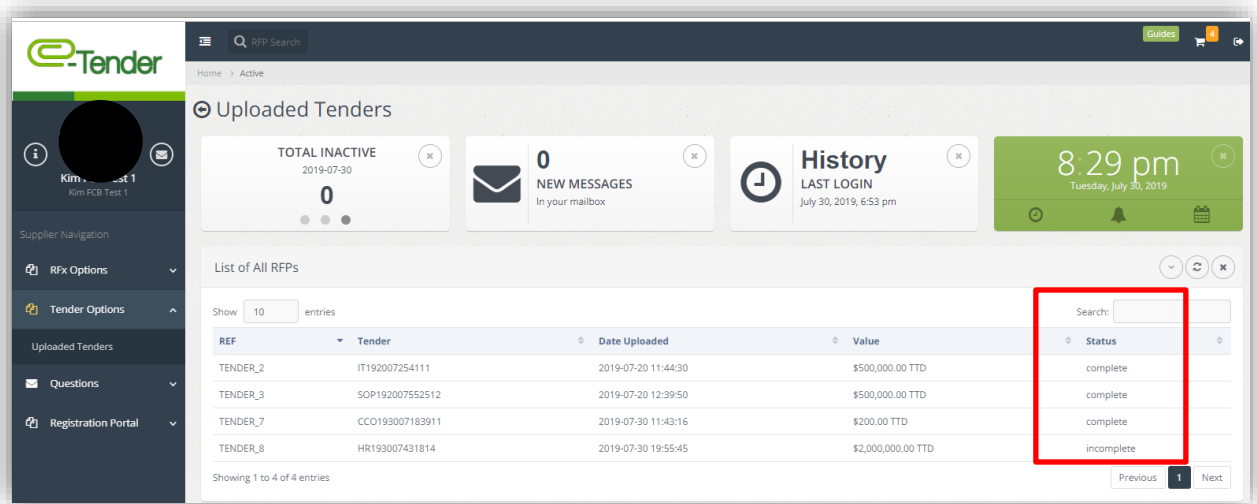 e-Tender
RFP Search
Guides
4
Home > Active
Uploaded Tenders
Kim Test 1
Kim FCB Test 1
TOTAL INACTIVE
2019-07-30
0
0
NEW MESSAGES
In your mailbox
History
LAST LOGIN
July 30, 2019, 6:53 pm
8:29 pm
Tuesday, July 30, 2019
Supplier Navigation
RFx Options
Tender Options
Uploaded Tenders
Questions
Registration Portal
List of All RFPs
Show 10 entries
Search:
REF Tender Date Uploaded Value Status
TENDER_2 IT192007254111 2019-07-20 11:44:30 $500,000.00 TTD complete
TENDER_3 SOP192007552512 2019-07-20 12:39:50 $500,000.00 TTD complete
TENDER_7 CCO193007183911 2019-07-30 11:43:16 $200.00 TTD complete
TENDER_8 HR193007431814 2019-07-30 19:55:45 $2,000,000.00 TTD incomplete
Showing 1 to 4 of 4 entries
Previous 1 Next